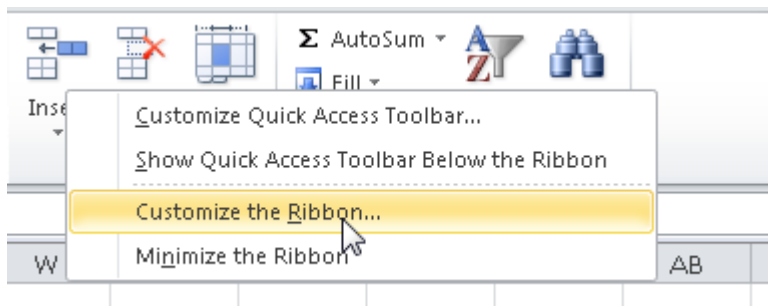 Σ AutoSum
Fill
Inse
Customize Quick Access Toolbar...
Show Quick Access Toolbar Below the Ribbon
Customize the Ribbon...
Minimize the Ribbon
W
AB
A
Z